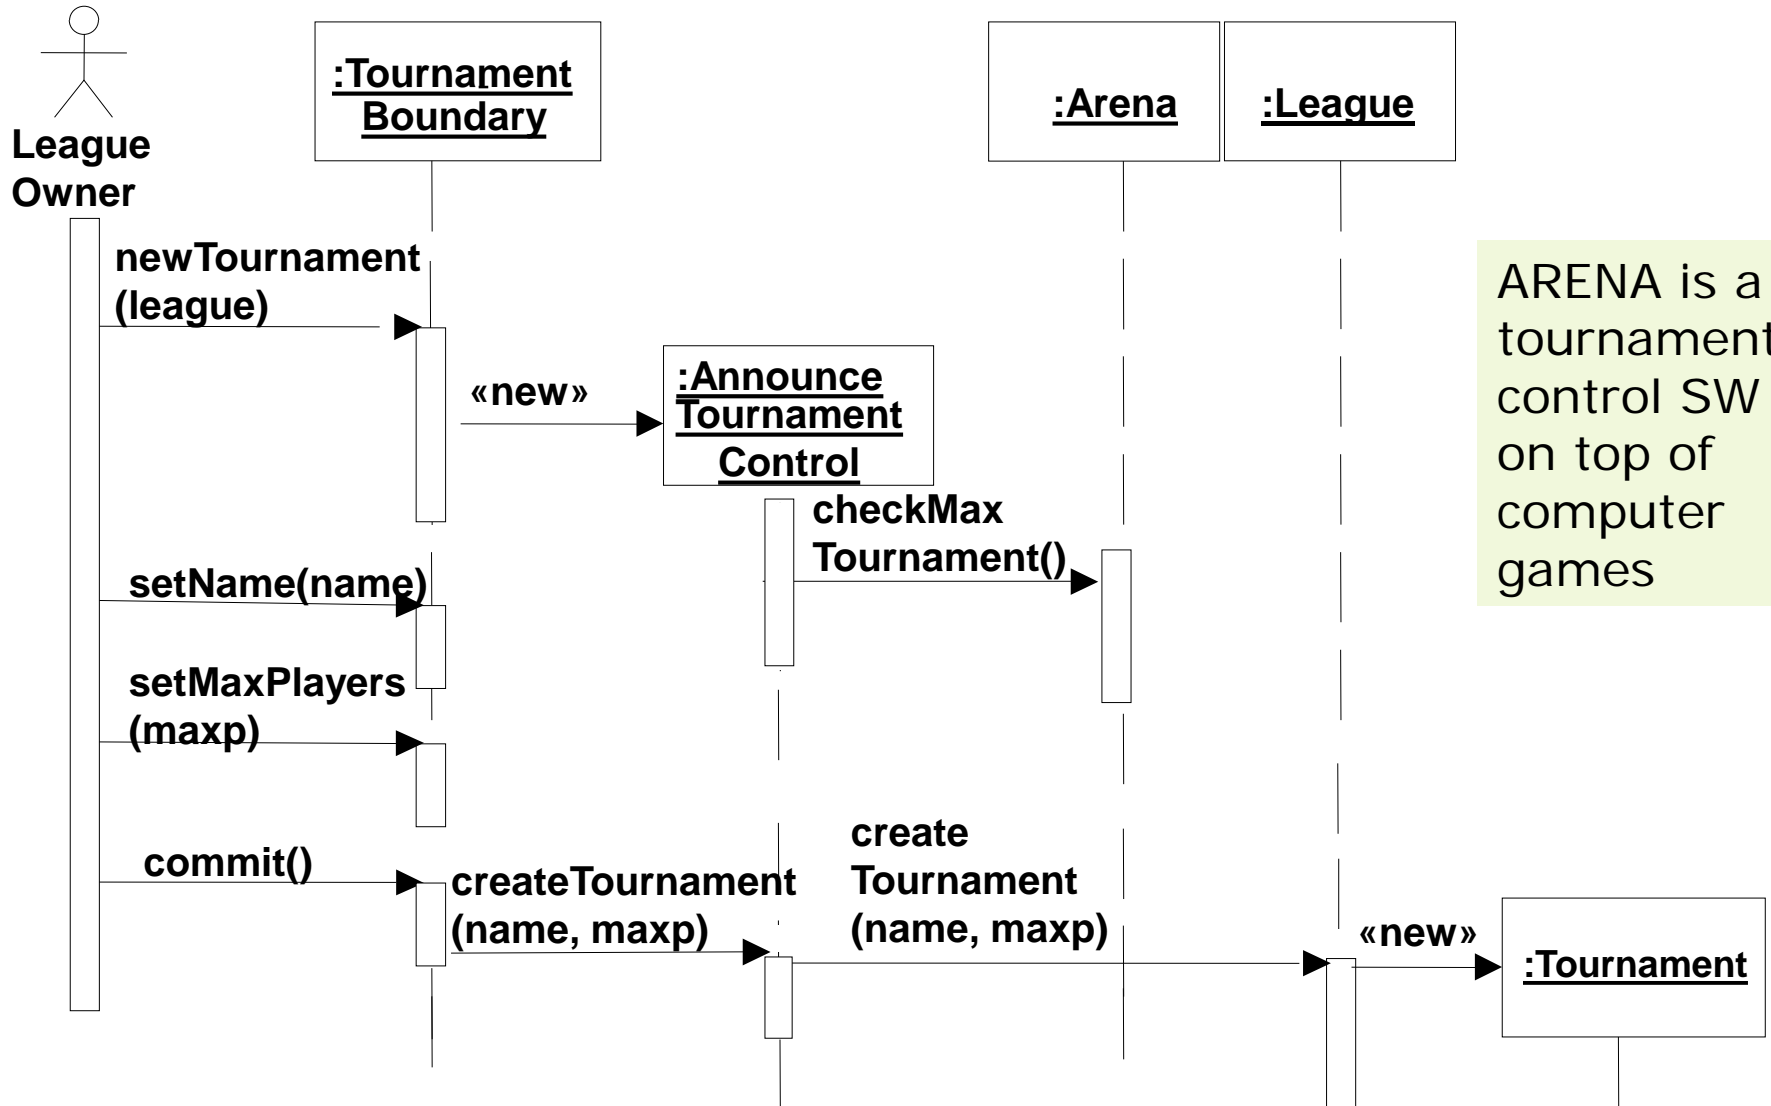 :Tournament
Boundary
:Arena
:League
League
Owner
newTournament
(league)
«new»
:Announce
Tournament
Control
checkMax
Tournament()
setName(name)
setMaxPlayers
(maxp)
commit()
createTournament
(name, maxp)
create
Tournament
(name, maxp)
«new»
:Tournament
ARENA is a
tournament
control SW
on top of
computer
games